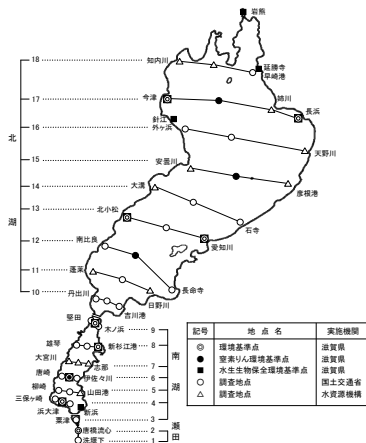 岩熊
18
知内川
延勝寺
早崎港
17
今津
姉川
長浜
針江
外ヶ浜
16
天野川
15
安曇川
北
14
大溝
彦根港
13
北小松
石寺
湖
12
南比良
愛知川
11
蓬莱
10
長命寺
日野川
丹出川
吉川港
堅田
木ノ浜
9
雄琴
新杉江港
8
南
大宮川
志那
7
唐崎
伊佐々川
6
湖
柳崎
山田港
5
三保ヶ崎
4
浜大津
新浜
粟津
3
瀬
唐橋流心
2
田
洗堰下
1
記号 地点名 実施機関
◎ 環境基準点 滋賀県
● 窒素りん環境基準点 滋賀県
■ 水生生物保全環境基準点 滋賀県
○ 調査地点 国土交通省
△ 調査地点 水資源機構